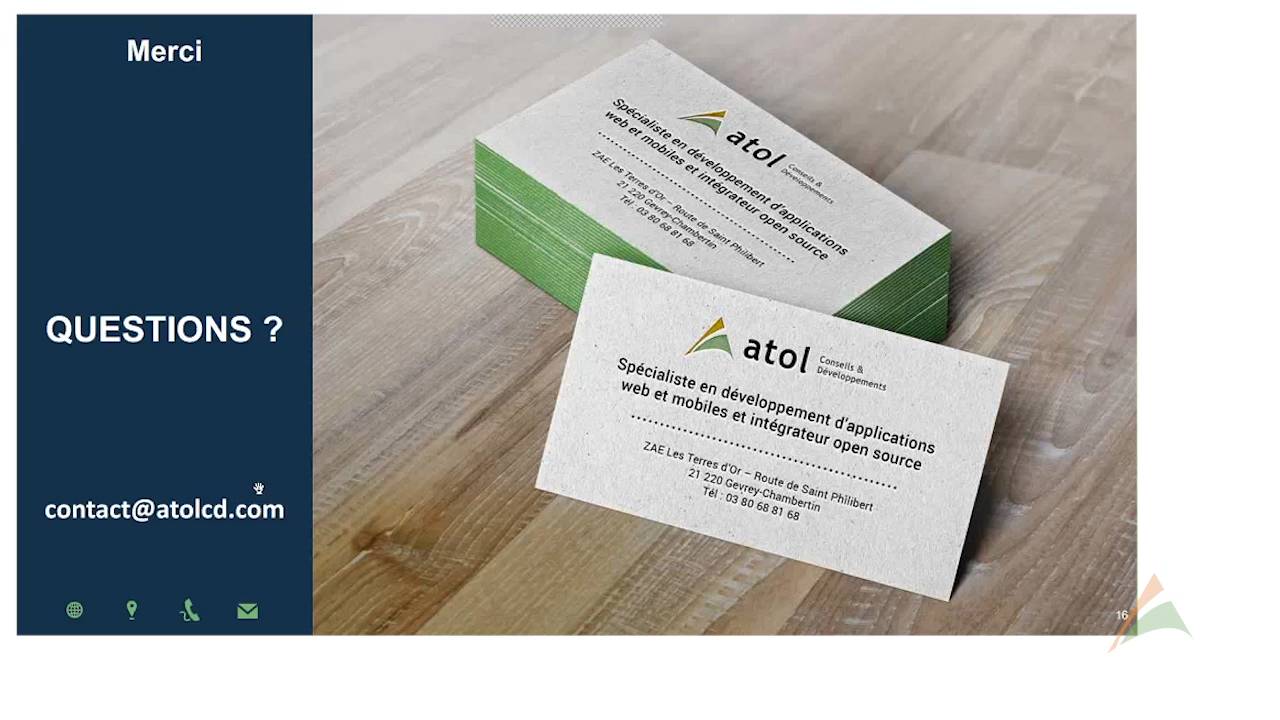 Merci
QUESTIONS ?
contact@atolcd.com
atol Conseils &
Développements
Spécialiste en développement d'applications
web et mobiles et intégrateur open source
ZAE Les Terres d'Or – Route de Saint Philibert
21 220 Gevrey-Chambertin
Tél : 03 80 68 81 68
atol Conseils &
Développements
Spécialiste en développement d'applications
web et mobiles et intégrateur open source
ZAE Les Terres d'Or – Route de Saint Philibert
21 220 Gevrey-Chambertin
Tél : 03 80 68 81 68
16